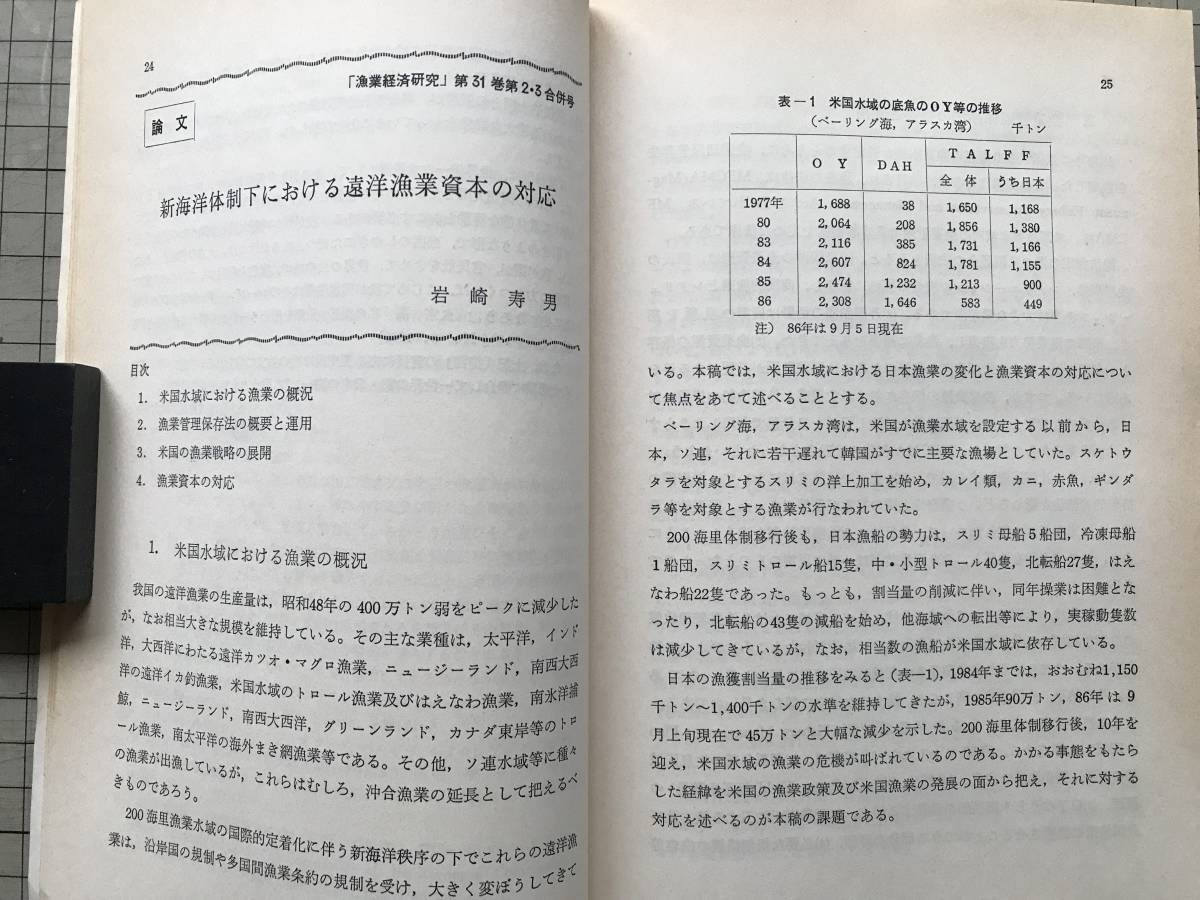 24
「漁業経済研究」第31巻第2・3合併号
論文
新海洋体制下における遠洋漁業資本の対応
岩崎寿男
目次
1. 米国水域における漁業の概況
2. 漁業管理保存法の概要と運用
3. 米国の漁業戦略の展開
4. 漁業資本の対応
1. 米国水域における漁業の概況
我国の遠洋漁業の生産量は，昭和48年の400万トン弱をピークに減少した
が，なお相当大きな規模を維持している。その主な業種は，太平洋，インド
洋，大西洋にわたる遠洋カツオ・マグロ漁業，ニュージーランド，南西大西
洋の遠洋イカ釣漁業，米国水域のトロール漁業及びはえなわ漁業，南氷洋捕
鯨，ニュージーランド，南西大西洋，グリーンランド，カナダ東岸等のトロ
ール漁業，南太平洋の海外まき網漁業等である。その他，ソ連水域等に種々
の漁業が出漁しているが，これらはむしろ，沖合漁業の延長として把えるべ
きものであろう。
200海里漁業水域の国際的定着化に伴う新海洋秩序の下でこれらの遠洋漁
業は，沿岸国の規制や多国間漁業条約の規制を受け，大きく変ぼうしてきて
25
表―1 米国水域の底魚のOY等の推移
(ベーリング海，アラスカ湾) 千トン
OY DAH TALFF
全体 うち日本
1977年 1,688 38 1,650 1,168
80 2,064 208 1,856 1,380
83 2,116 385 1,731 1,166
84 2,607 824 1,781 1,155
85 2,474 1,232 1,213 900
86 2,308 1,646 583 449
注) 86年は9月5日現在
いる。本稿では，米国水域における日本漁業の変化と漁業資本の対応につい
て焦点をあてて述べることとする。
ベーリング海，アラスカ湾は，米国が漁業水域を設定する以前から，日
本，ソ連，それに若干遅れて韓国がすでに主要な漁場としていた。スケトウ
タラを対象とするスリミの洋上加工を始め，カレイ類，カニ，赤魚，ギンダ
ラ等を対象とする漁業が行なわれていた。
200海里体制移行後も，日本漁船の勢力は，スリミ母船5船団，冷凍母船
1船団，スリミトロール船15隻，中・小型トロール40隻，北転船27隻，はえ
なわ船22隻であった。もっとも，割当量の削減に伴い，同年操業は困難とな
ったり，北転船の43隻の減船を始め，他海域への転出等により，実稼動隻数
は減少してきているが，なお，相当数の漁船が米国水域に依存している。
日本の漁獲割当量の推移をみると(表―1)，1984年までは，おおむね1,150
千トン～1,400千トンの水準を維持してきたが，1985年90万トン，86年は9
月上旬現在で45万トンと大幅な減少を示した。200海里体制移行後，10年を
迎え，米国水域の漁業の危機が叫ばれているのである。かかる事態をもたら
した経緯を米国の漁業政策及び米国漁業の発展の面から把え，それに対する
対応を述べるのが本稿の課題である。